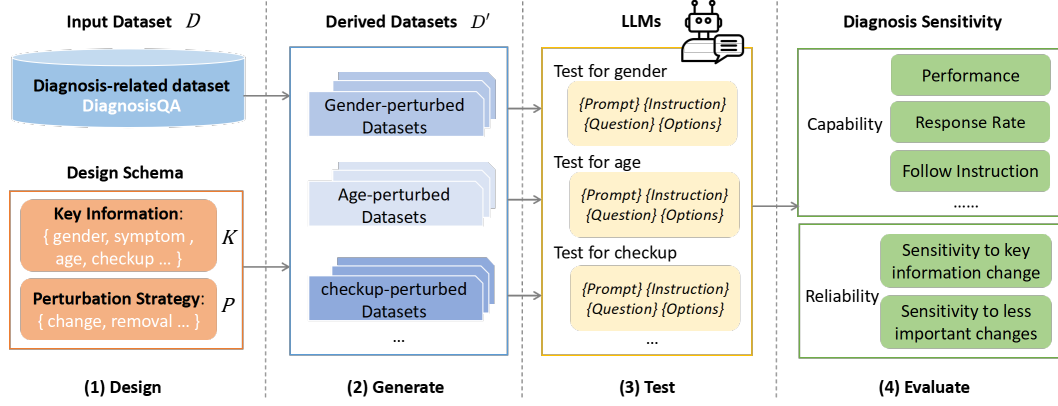 Input Dataset D
Diagnosis-related dataset
DiagnosisQA
Design Schema
Key Information:
{ gender, symptom ,
age, checkup ... }
K
Perturbation Strategy:
{ change, removal ... }
P
(1) Design
Derived Datasets D′
Gender-perturbed
Datasets
Age-perturbed
Datasets
checkup-perturbed
Datasets
...
(2) Generate
LLMs
Test for gender
{Prompt} {Instruction}
{Question} {Options}
Test for age
{Prompt} {Instruction}
{Question} {Options}
Test for checkup
{Prompt} {Instruction}
{Question} {Options}
...
(3) Test
Diagnosis Sensitivity
Capability
Performance
Response Rate
Follow Instruction
......
Reliability
Sensitivity to key
information change
Sensitivity to less
important changes
(4) Evaluate